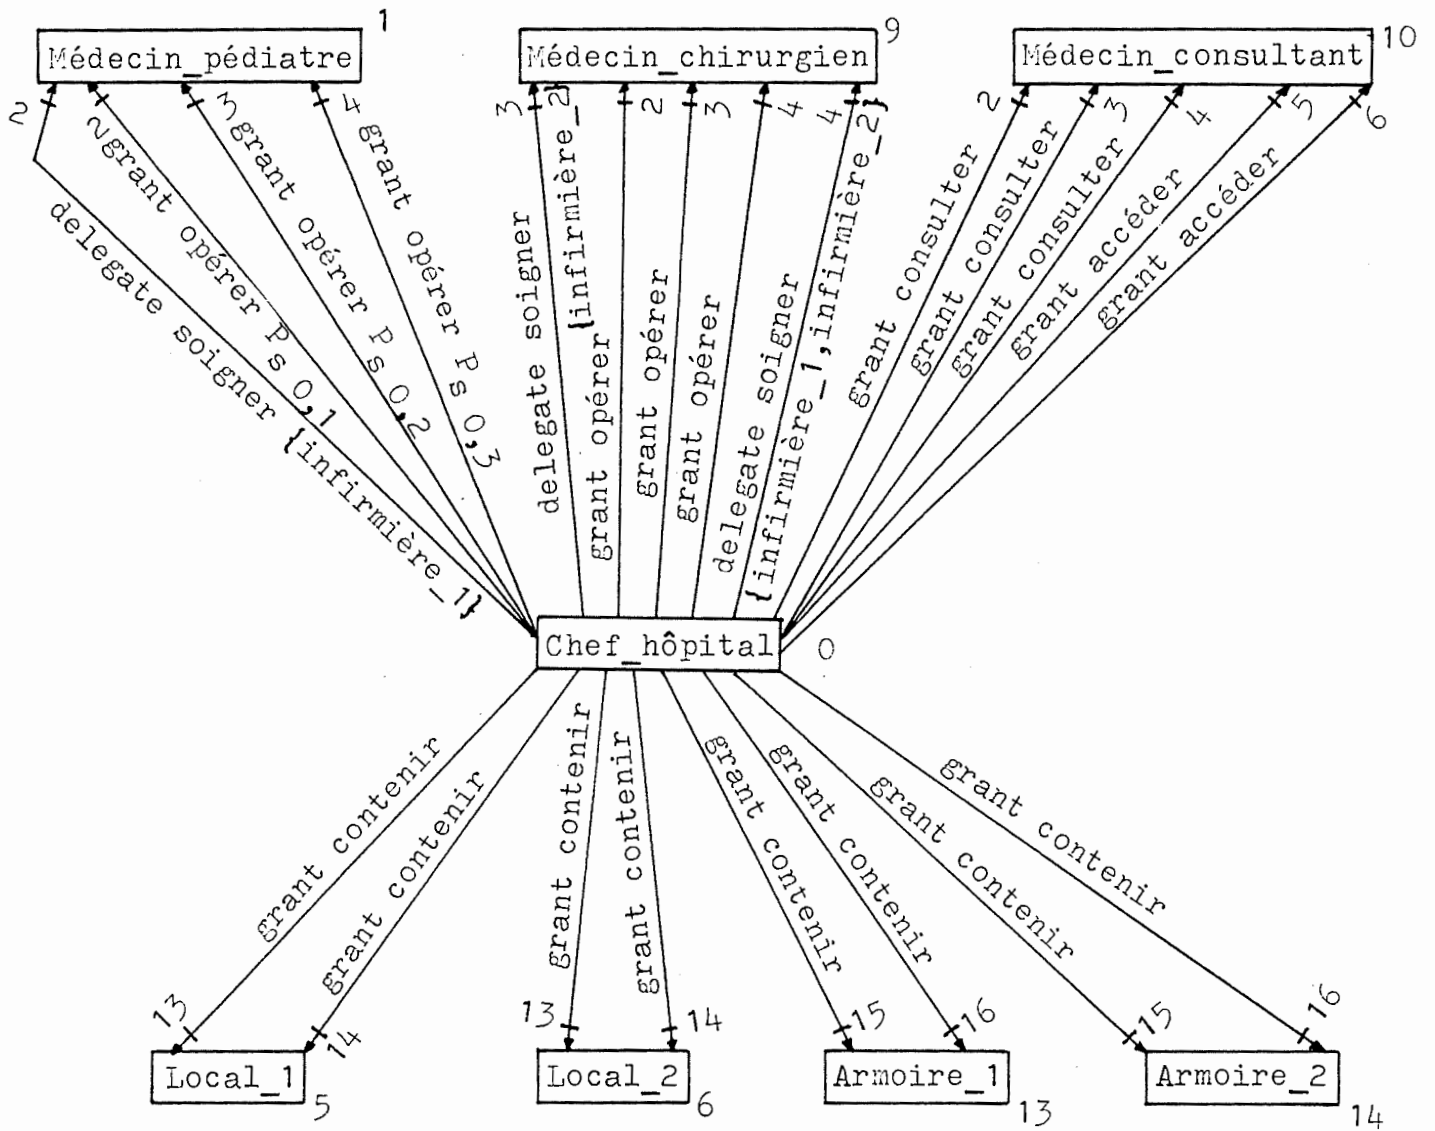 1
9
10
Médecin_pédiatre
Médecin_chirurgien
Médecin_consultant
2
2
3
4
3
2
3
4
4
2
3
4
5
6
delegate soigner {infirmière_1}
grant opérer P s 0,1
grant opérer P s 0,2
grant opérer P s 0,3
delegate soigner {infirmière_2}
grant opérer
grant opérer
grant opérer
delegate soigner {infirmière_1,infirmière_2}
grant consulter
grant consulter
grant consulter
grant accéder
grant accéder
Chef_hôpital
0
grant contenir
grant contenir
grant contenir
grant contenir
grant contenir
grant contenir
grant contenir
grant contenir
13
14
13
14
15
16
15
16
Local_1
Local_2
Armoire_1
Armoire_2
5
6
13
14